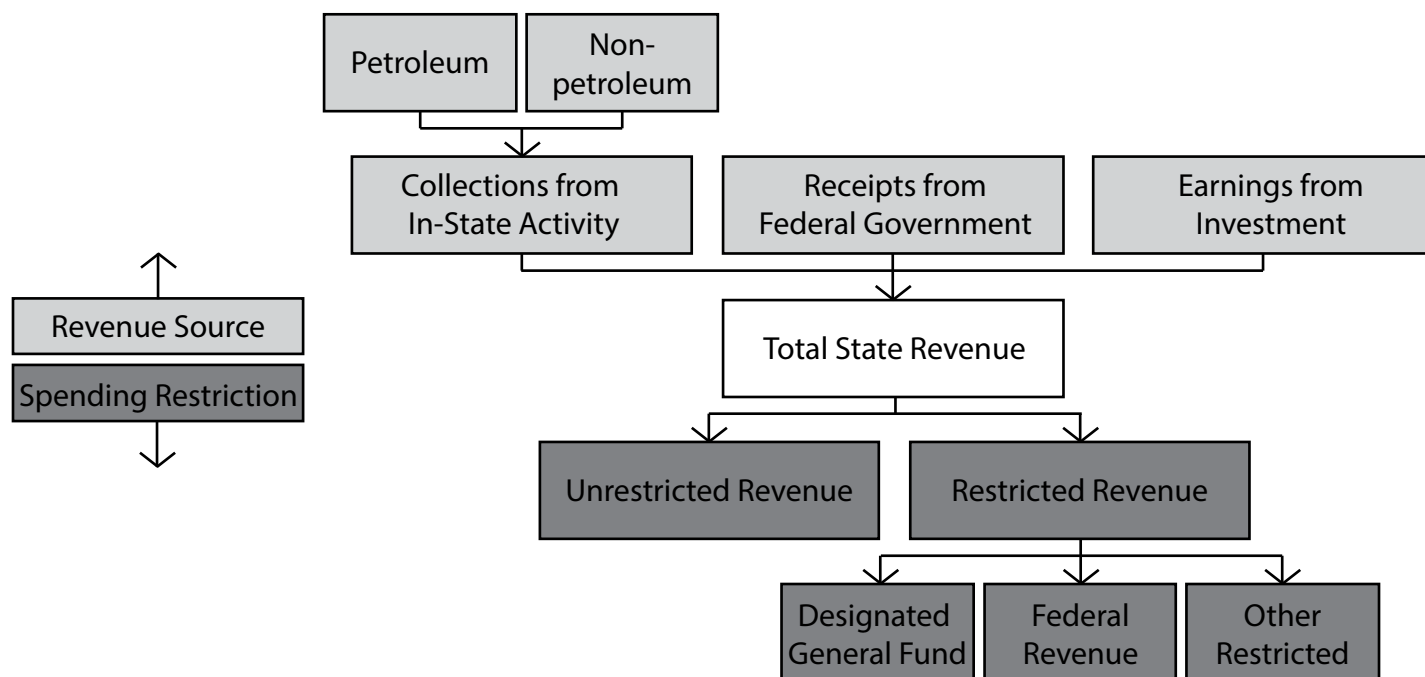 Petroleum
Non-
petroleum
Collections from
In-State Activity
Receipts from
Federal Government
Earnings from
Investment
Revenue Source
Spending Restriction
Total State Revenue
Unrestricted Revenue
Restricted Revenue
Designated
General Fund
Federal
Revenue
Other
Restricted